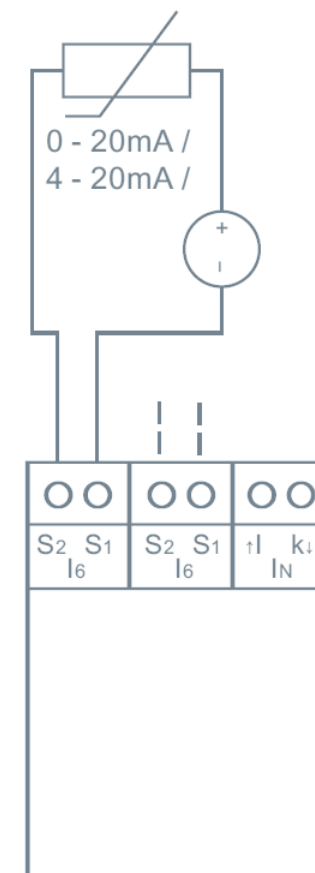 0 - 20mA /
4 - 20mA /
+
-
S2 S1 S2 S1 ↑l k↓
I6 I6 IN